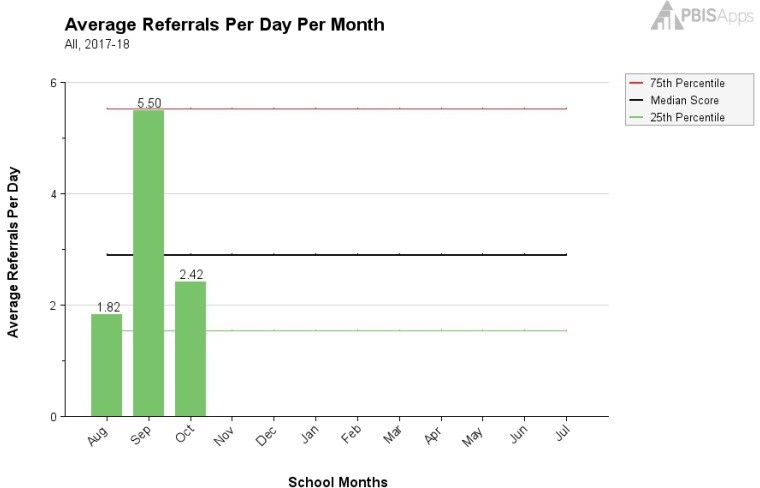 Average Referrals Per Day Per Month
All, 2017-18
PBISApps
75th Percentile
Median Score
25th Percentile
Average Referrals Per Day
6
4
2
0
1.82
5.50
2.42
Aug
Sep
Oct
Nov
Dec
Jan
Feb
Mar
Apr
May
Jun
Jul
School Months